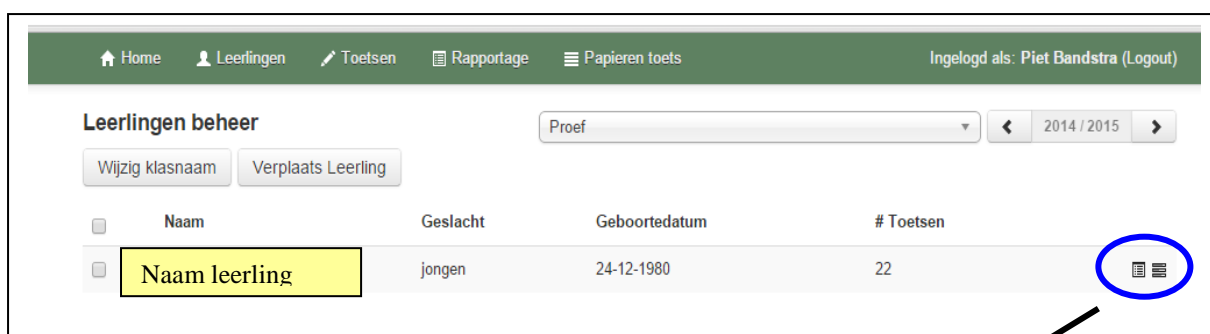 Home Leerlingen Toetsen Rapportage Papieren toets Ingelogd als: Piet Bandstra (Logout)
Leerlingen beheer Proef 2014 / 2015
Wijzig klasnaam Verplaats Leerling
Naam Geslacht Geboortedatum # Toetsen
Naam leerling jongen 24-12-1980 22